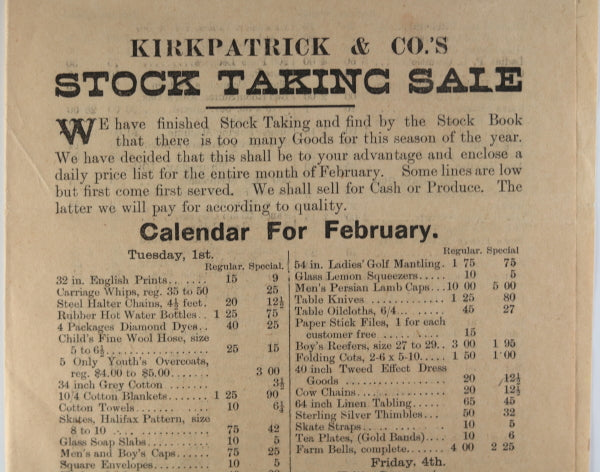 KIRKPATRICK & CO.'S
STOCK TAKING SALE
WE have finished Stock Taking and find by the Stock Book
that there is too many Goods for this season of the year.
We have decided that this shall be to your advantage and enclose a
daily price list for the entire month of February. Some lines are low
but first come first served. We shall sell for Cash or Produce. The
latter we will pay for according to quality.
Calendar For February.
Tuesday, 1st.
Regular. Special.
32 in. English Prints....... 15 9
Carriage Whips, reg. 35 to 50 25
Steel Halter Chains, 4½ feet. 20 12½
Rubber Hot Water Bottles.. 1 25 75
4 Packages Diamond Dyes.. 40 25
Child's Fine Wool Hose, size
5 to 6½.................. 25 15
5 Only Youth's Overcoats,
reg. $4.00 to $5.00....... 3 00
34 inch Grey Cotton ....... 3½
10/4 Cotton Blankets....... 1 25 90
Cotton Towels............. 10 6¼
Skates, Halifax Pattern, size
8 to 10 .................. 75 42
Glass Soap Slabs........... 10 5
Men's and Boy's Caps...... 75 25
Square Envelopes.......... 10 5
Regular. Special
54 in. Ladies' Golf Mantling. 1 75 75
Glass Lemon Squeezers..... 10 5
Men's Persian Lamb Caps...10 00 5 00
Table Knives .............. 1 25 80
Table Oilcloths, 6/4........ 45 27
Paper Stick Files, 1 for each
customer free ........... 15
Boy's Reefers, size 27 to 29.. 3 00 1 95
Folding Cots, 2-6 x 5-10..... 1 50 1 00
40 inch Tweed Effect Dress
Goods .................. 20 12½
Cow Chains................ 20 12½
64 inch Linen Tabling...... 65 45
Sterling Silver Thimbles.... 50 32
Skate Straps............... 10 5
Tea Plates, (Gold Bands).... 10 6
Farm Bells, complete....... 4 00 2 25
Friday, 4th.